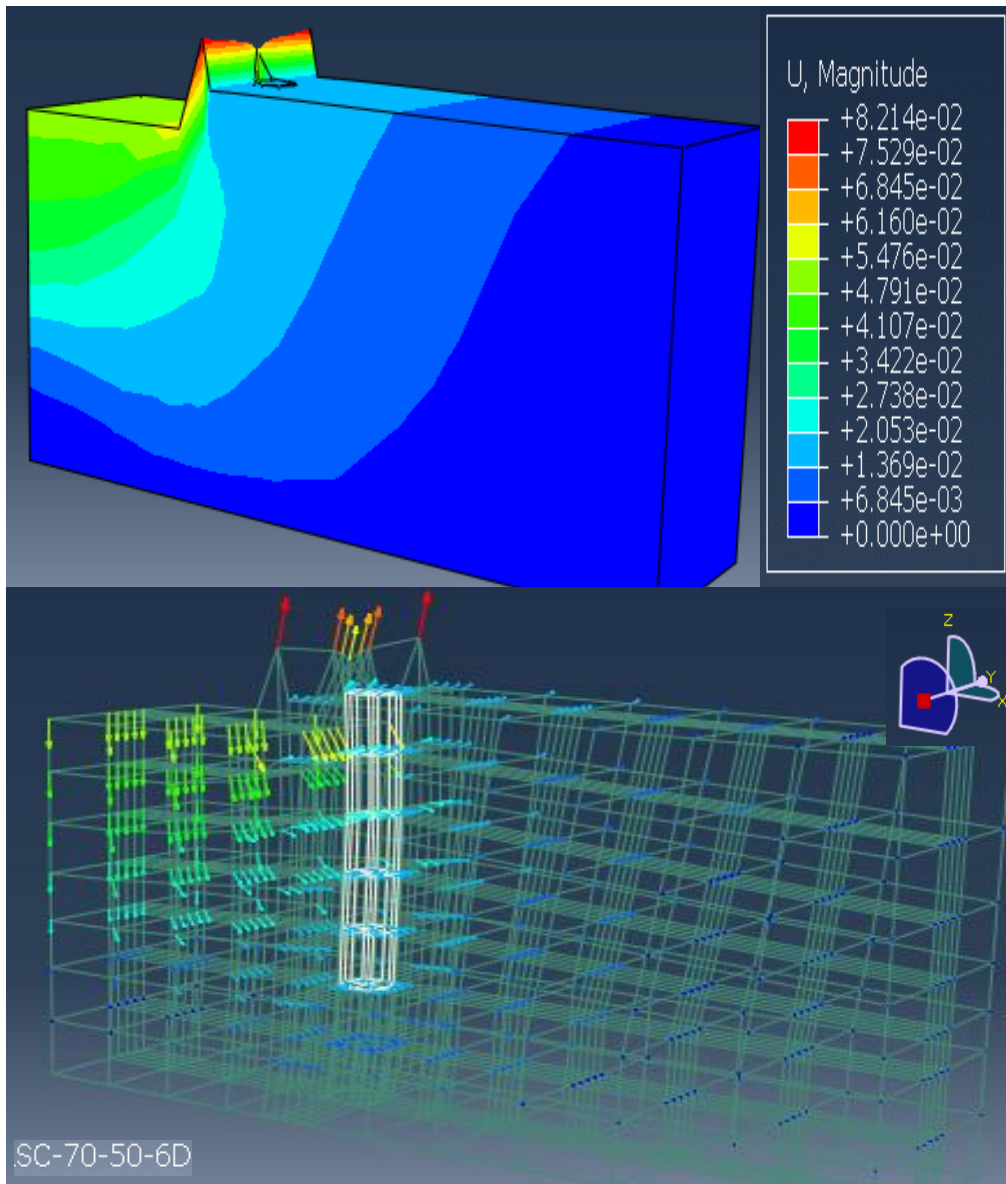 U, Magnitude
+8.214e-02
+7.529e-02
+6.845e-02
+6.160e-02
+5.476e-02
+4.791e-02
+4.107e-02
+3.422e-02
+2.738e-02
+2.053e-02
+1.369e-02
+6.845e-03
+0.000e+00
Z
Y
X
.SC-70-50-6D